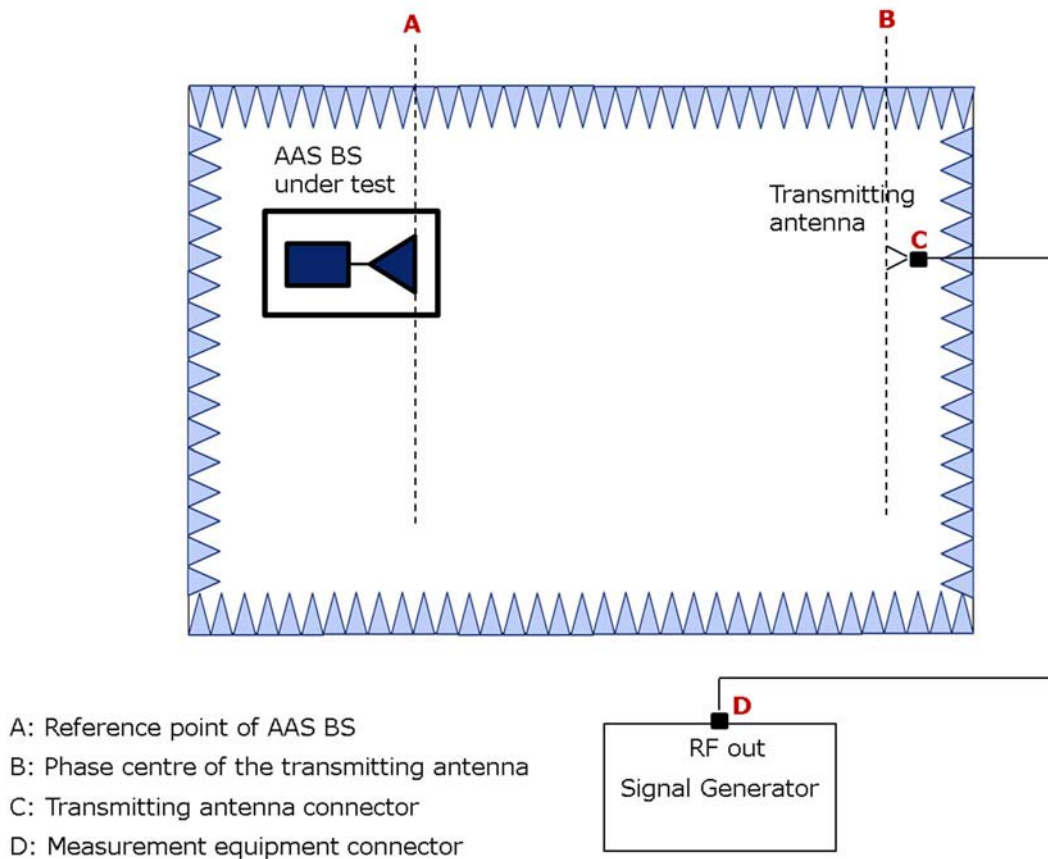 A
B
AAS BS
under test
Transmitting
antenna
C
D
RF out
Signal Generator
A: Reference point of AAS BS
B: Phase centre of the transmitting antenna
C: Transmitting antenna connector
D: Measurement equipment connector